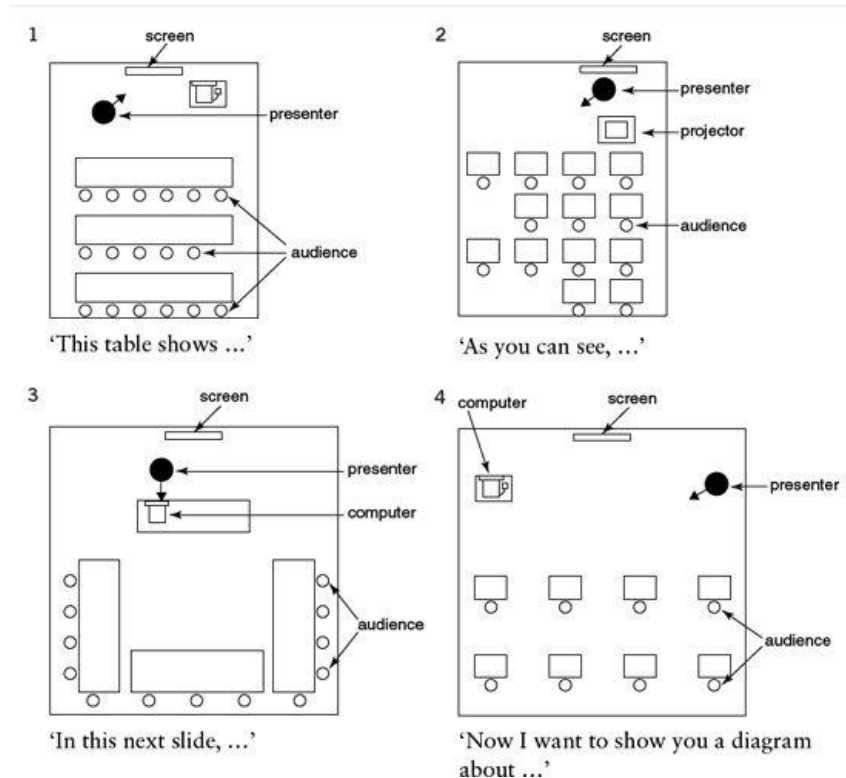 1
screen
presenter
audience
'This table shows ...'
2
screen
presenter
projector
audience
'As you can see, ...'
3
screen
presenter
computer
audience
'In this next slide, ...'
4
computer
screen
presenter
audience
'Now I want to show you a diagram
about ...'